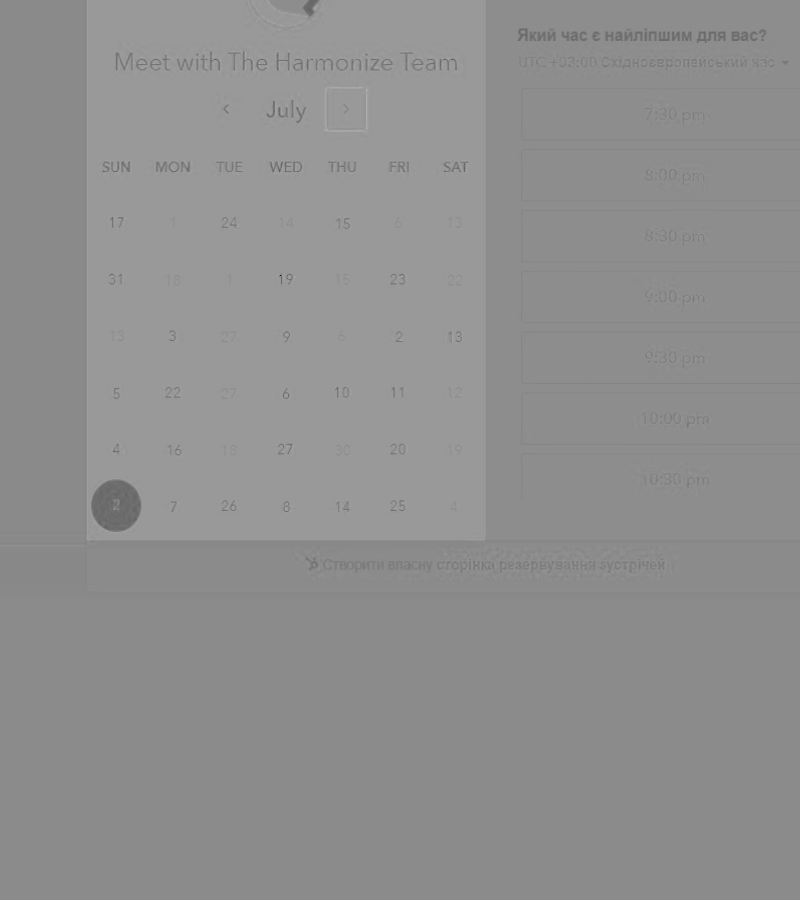 Meet with The Harmonize Team
July
SUN MON TUE WED THU FRI SAT
17 1 24 14 15 6 13
31 18 1 19 15 23 22
13 3 27 9 6 2 13
5 22 27 6 10 11 12
4 16 18 27 30 20 19
2 7 26 8 14 25 4
Який час є найліпшим для вас?
UTC +03:00 Східноєвропейський час
7:30 pm
8:00 pm
8:30 pm
9:00 pm
9:30 pm
10:00 pm
10:30 pm
Створити власну сторінка резервування зустрічей